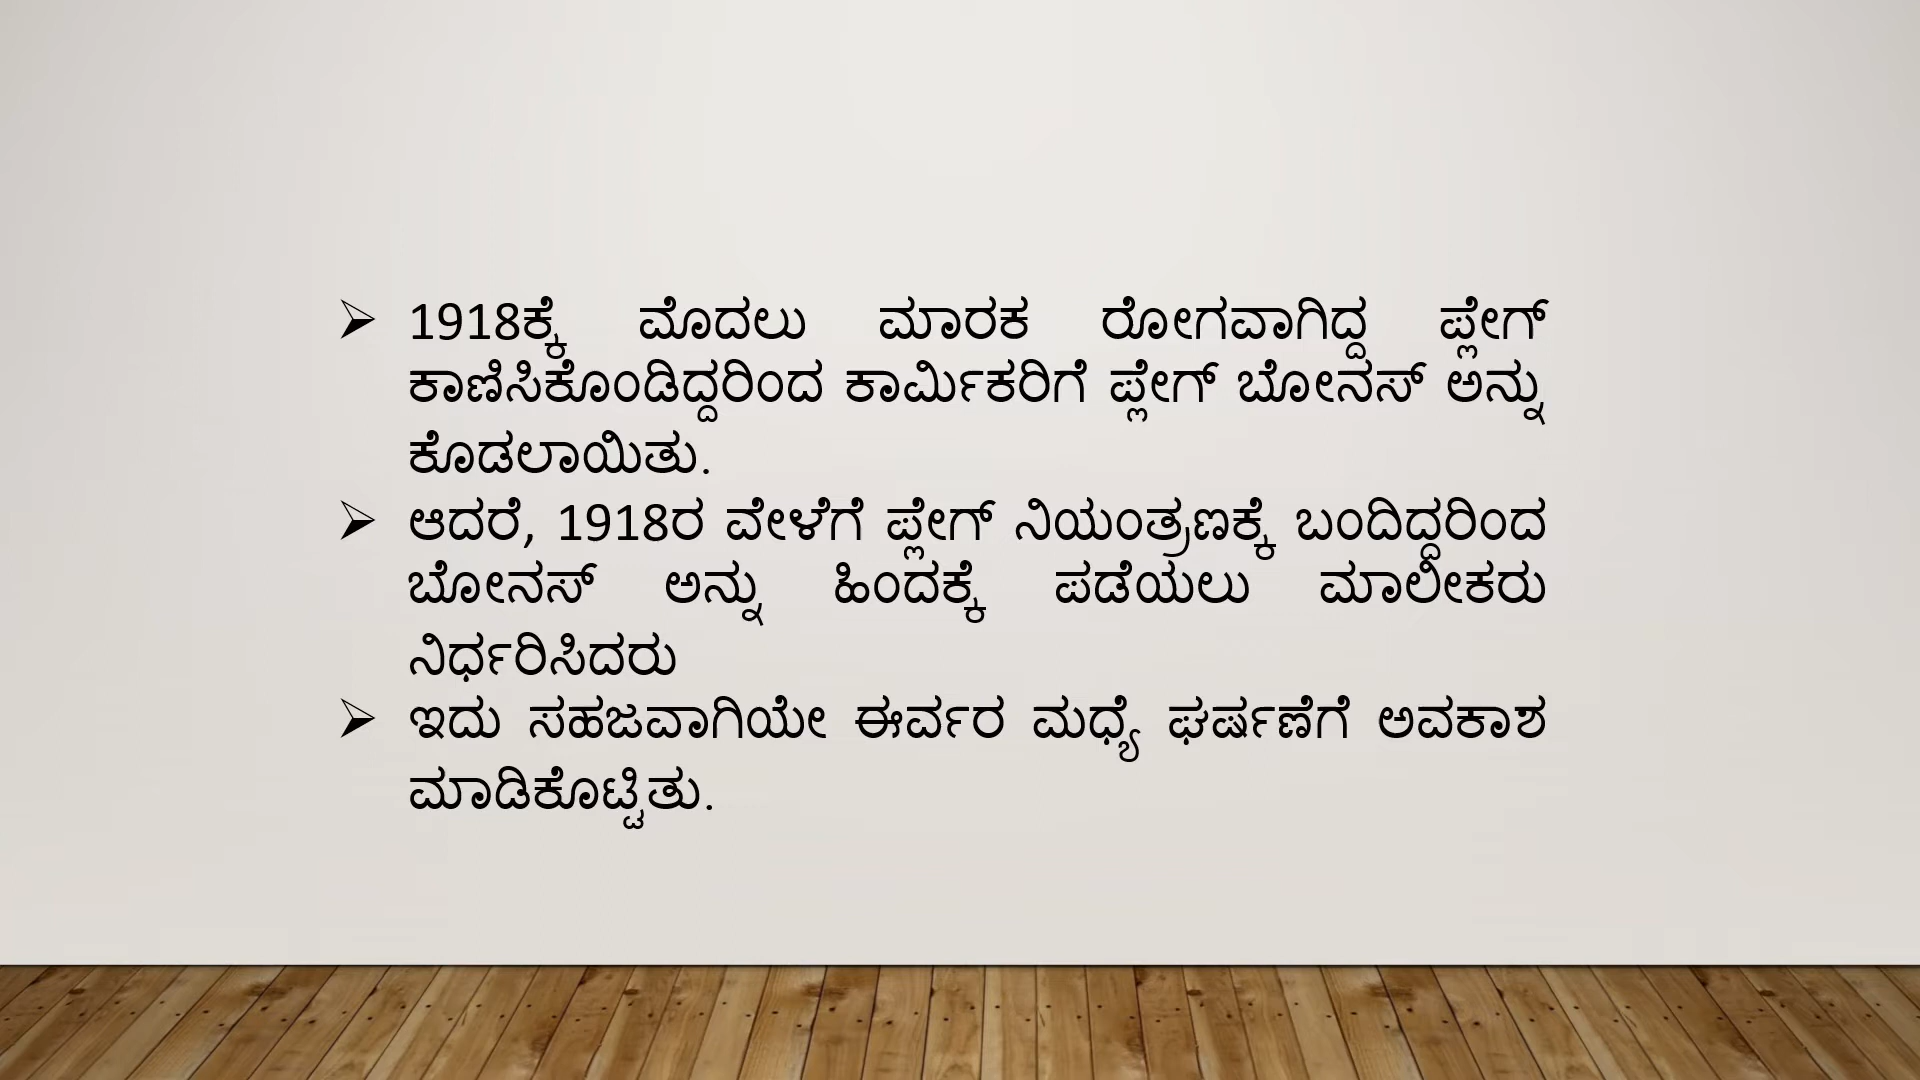 ➢ 1918ಕ್ಕೆ ಮೊದಲು ಮಾರಕ ರೋಗವಾಗಿದ್ದ ಪ್ಲೇಗ್
ಕಾಣಿಸಿಕೊಂಡಿದ್ದರಿಂದ ಕಾರ್ಮಿಕರಿಗೆ ಪ್ಲೇಗ್ ಬೋನಸ್ ಅನ್ನು
ಕೊಡಲಾಯಿತು.
➢ ಆದರೆ, 1918ರ ವೇಳೆಗೆ ಪ್ಲೇಗ್ ನಿಯಂತ್ರಣಕ್ಕೆ ಬಂದಿದ್ದರಿಂದ
ಬೋನಸ್ ಅನ್ನು ಹಿಂದಕ್ಕೆ ಪಡೆಯಲು ಮಾಲೀಕರು
ನಿರ್ಧರಿಸಿದರು
➢ ಇದು ಸಹಜವಾಗಿಯೇ ಈರ್ವರ ಮಧ್ಯೆ ಘರ್ಷಣೆಗೆ ಅವಕಾಶ
ಮಾಡಿಕೊಟ್ಟಿತು.